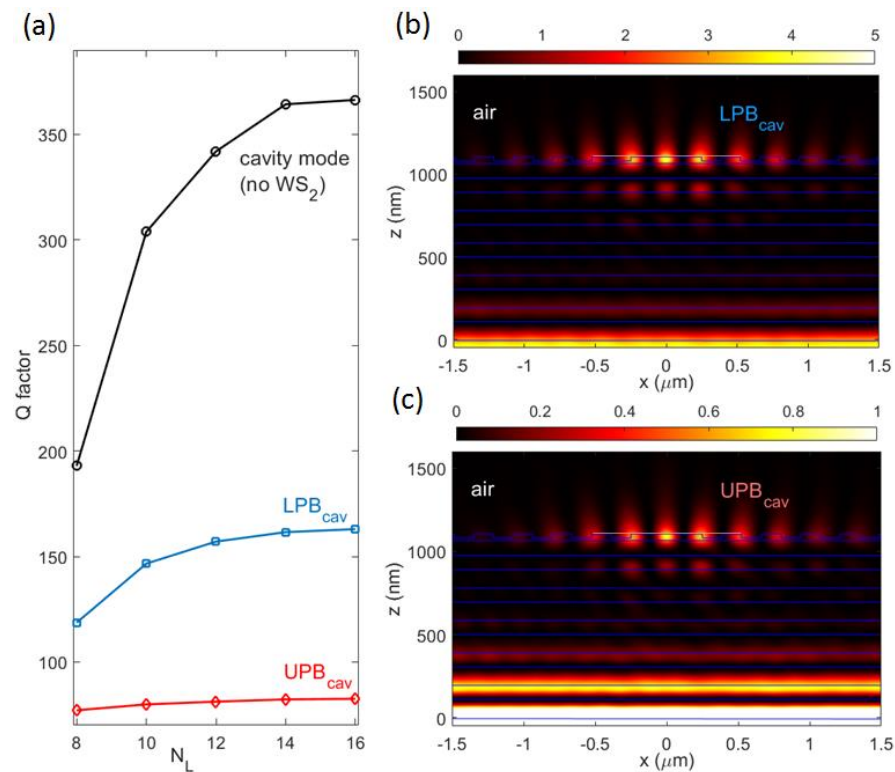 (a)
350
300
250
200
150
100
Q factor
cavity mode
(no WS2)
LPBcav
UPBcav
8 10 12 14 16
NL
(b)
0 1 2 3 4 5
air
LPBcav
1500
1000
500
0
z (nm)
-1.5 -1 -0.5 0 0.5 1 1.5
x (μm)
(c)
0 0.2 0.4 0.6 0.8 1
air
UPBcav
1500
1000
500
0
z (nm)
-1.5 -1 -0.5 0 0.5 1 1.5
x (μm)